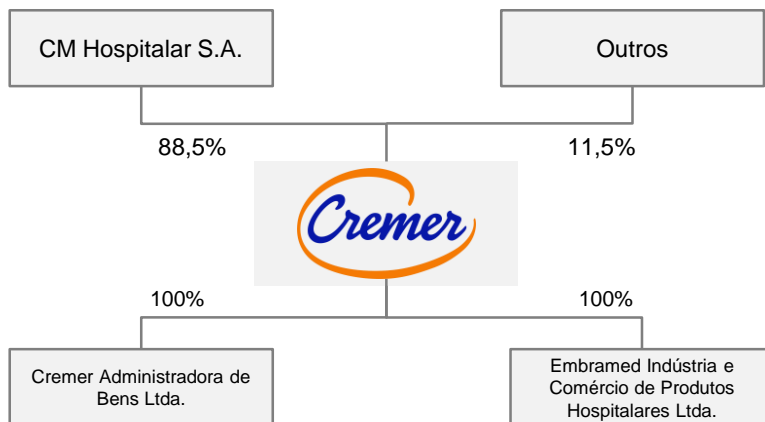 CM Hospitalar S.A.
Outros
88,5%
11,5%
Cremer
100%
100%
Cremer Administradora de
Bens Ltda.
Embramed Indústria e
Comércio de Produtos
Hospitalares Ltda.